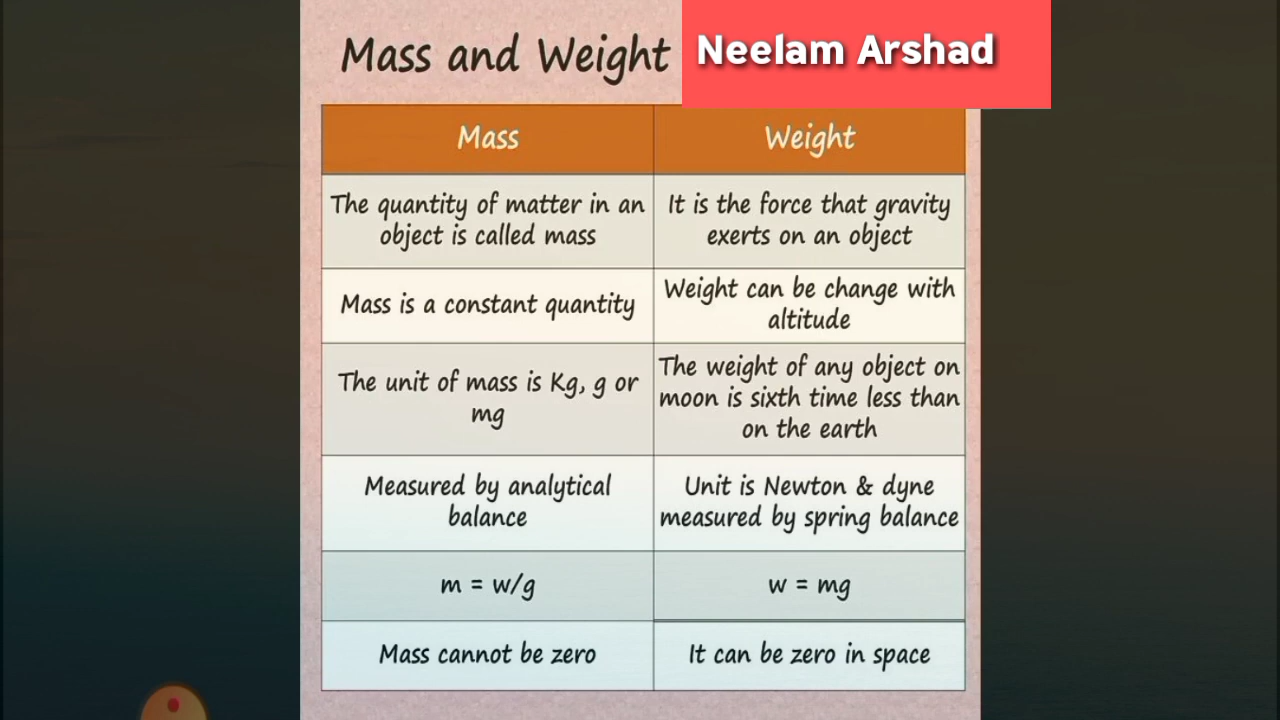 Mass and Weight
Neelam Arshad
Mass
Weight
The quantity of matter in an
object is called mass
It is the force that gravity
exerts on an object
Mass is a constant quantity
Weight can be change with
altitude
The unit of mass is Kg, g or
mg
The weight of any object on
moon is sixth time less than
on the earth
Measured by analytical
balance
Unit is Newton & dyne
measured by spring balance
m = w/g
w = mg
Mass cannot be zero
It can be zero in space